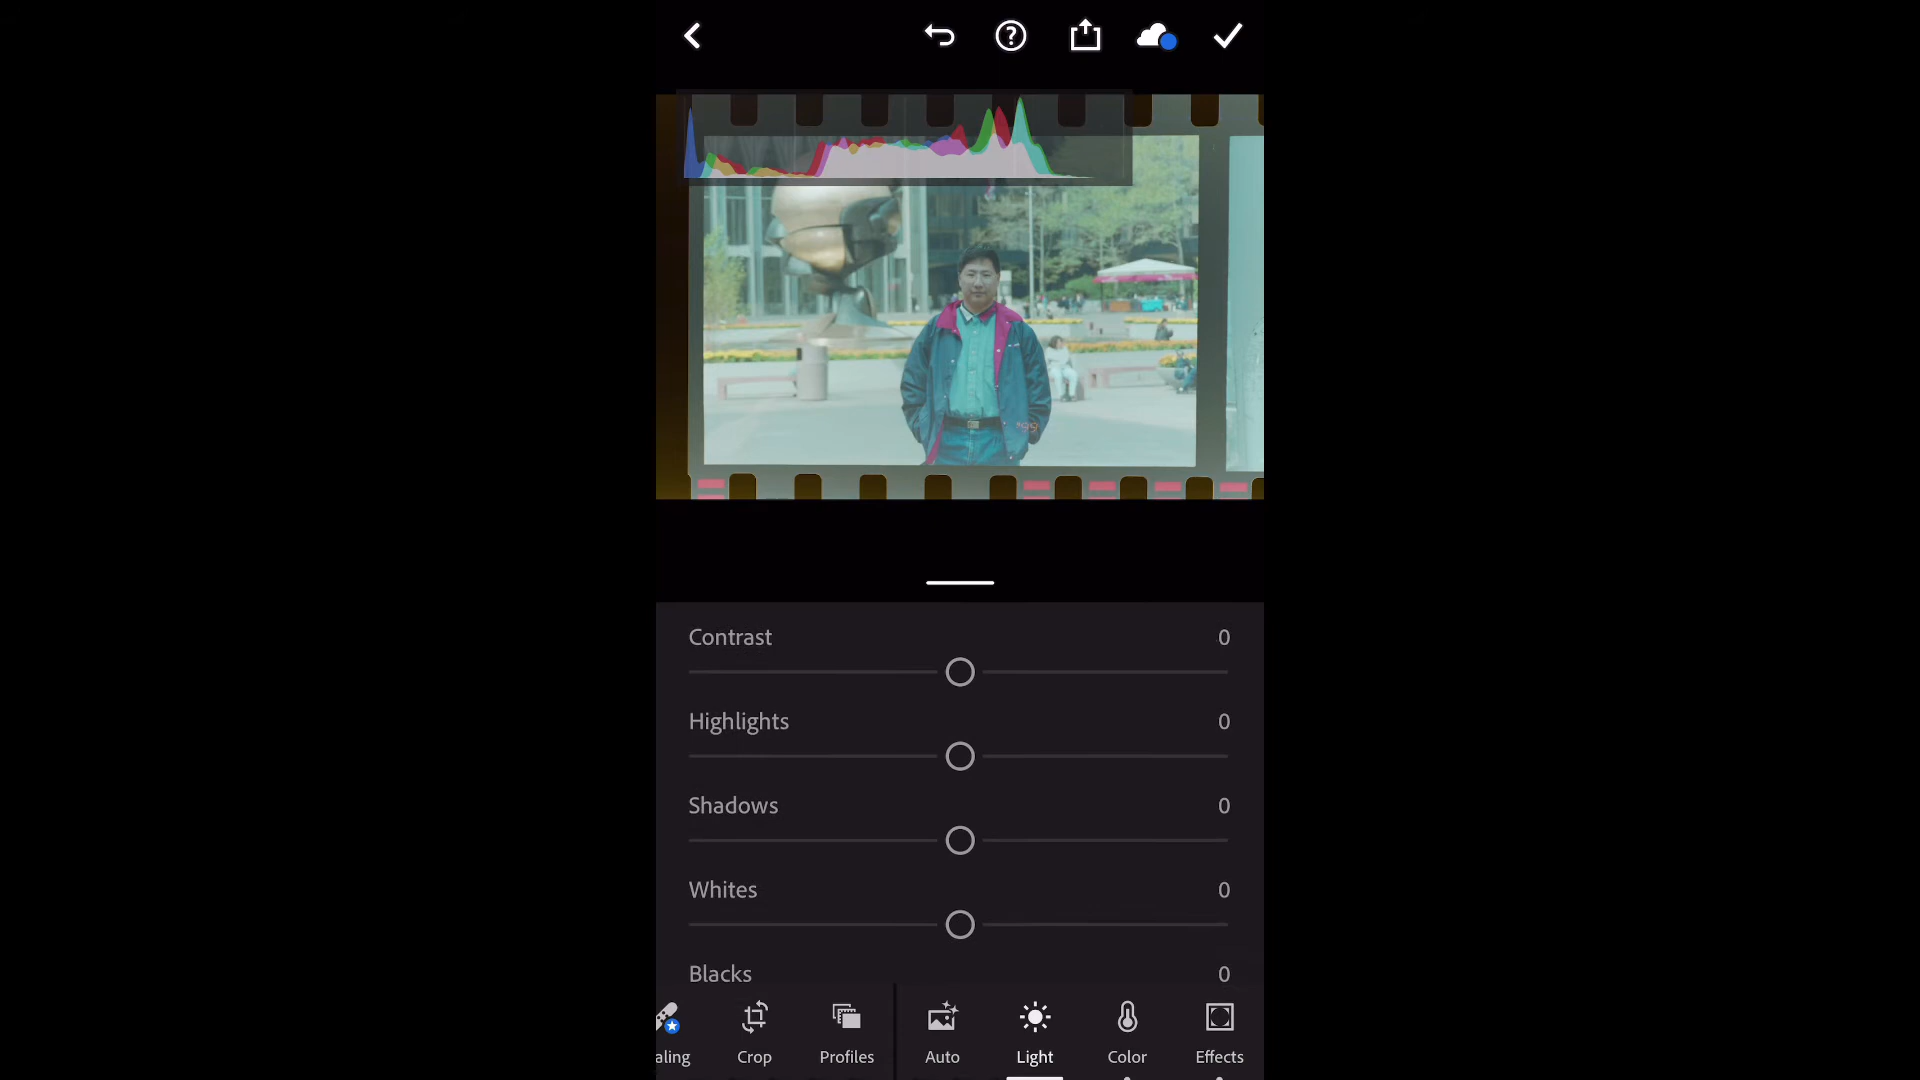 Contrast 0
Highlights 0
Shadows 0
Whites 0
Blacks 0
aling Crop Profiles Auto Light Color Effects